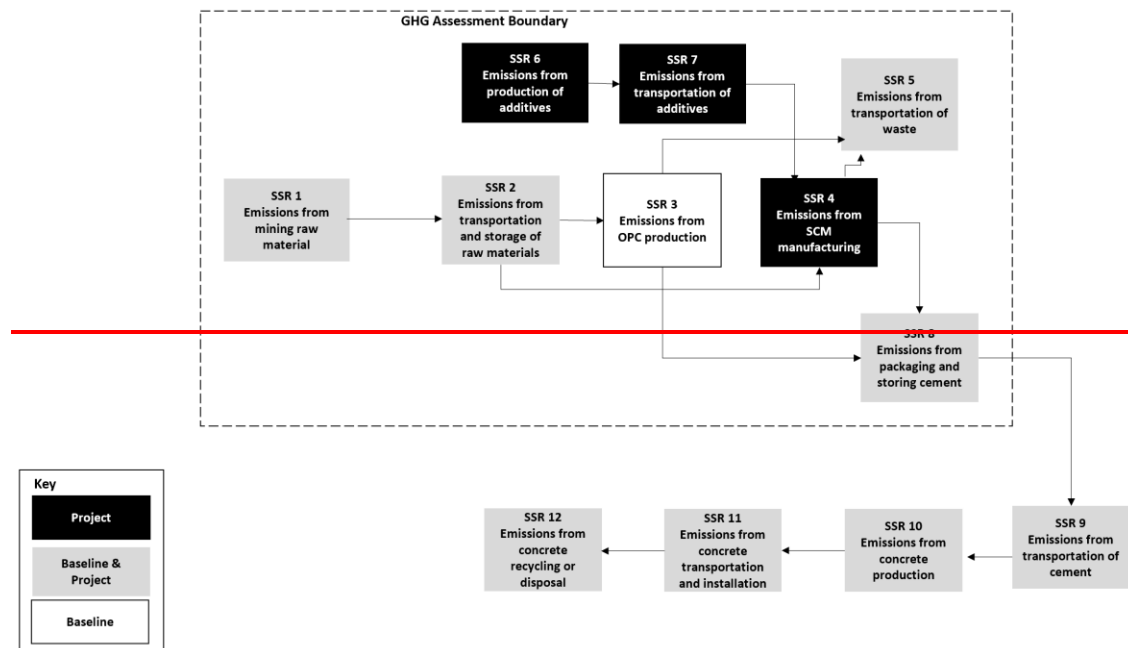 GHG Assessment Boundary
SSR 6
Emissions from
production of
additives
SSR 7
Emissions from
transportation of
additives
SSR 5
Emissions from
transportation of
waste
SSR 1
Emissions from
mining raw
material
SSR 2
Emissions from
transportation
and storage of
raw materials
SSR 3
Emissions from
OPC production
SSR 4
Emissions from
SCM
manufacturing
SSR 8
Emissions from
packaging and
storing cement
Key
Project
Baseline &
Project
Baseline
SSR 12
Emissions from
concrete
recycling or
disposal
SSR 11
Emissions from
concrete
transportation
and installation
SSR 10
Emissions from
concrete
production
SSR 9
Emissions from
transportation of
cement